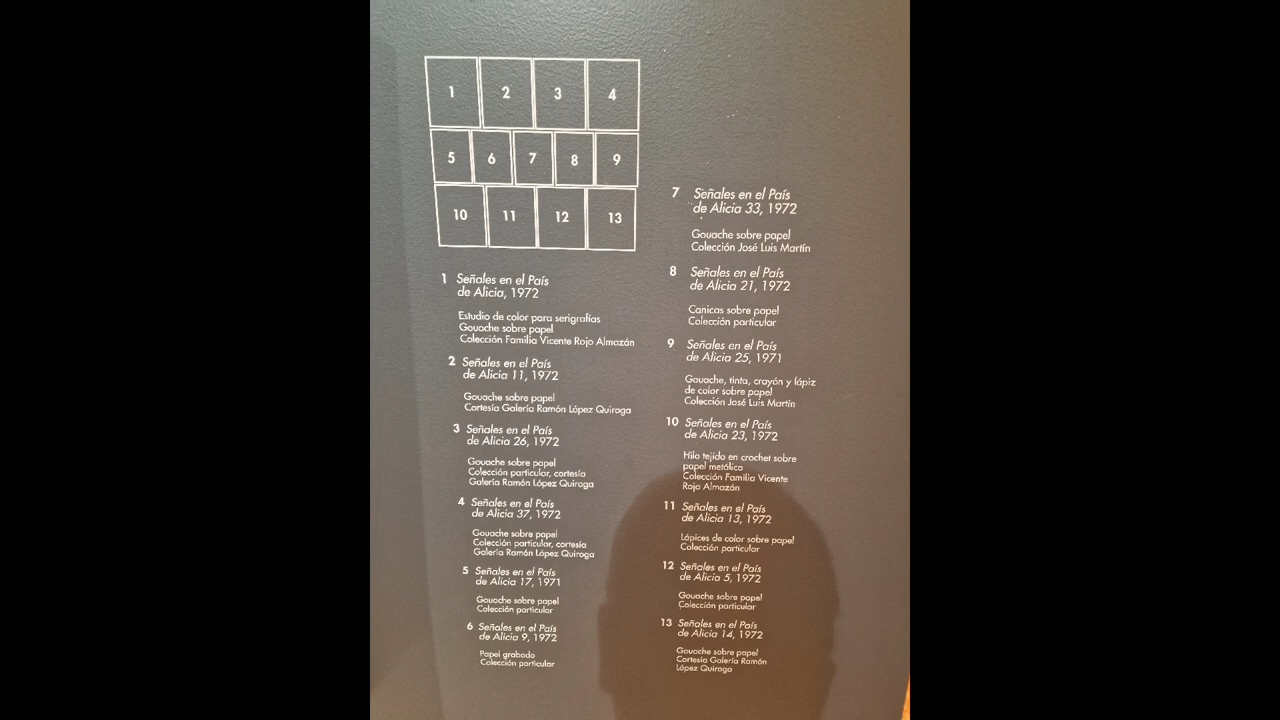 1 2 3 4
5 6 7 8 9
10 11 12 13
1 Señales en el País
de Alicia, 1972
Estudio de color para serigrafías
Gouache sobre papel
Colección Familia Vicente Rojo Almazán
2 Señales en el País
de Alicia 11, 1972
Gouache sobre papel
Cortesía Galería Ramón López Quiroga
3 Señales en el País
de Alicia 26, 1972
Gouache sobre papel
Colección particular, cortesía
Galería Ramón López Quiroga
4 Señales en el País
de Alicia 37, 1972
Gouache sobre papel
Colección particular, cortesía
Galería Ramón López Quiroga
5 Señales en el País
de Alicia 17, 1971
Gouache sobre papel
Colección particular
6 Señales en el País
de Alicia 9, 1972
Papel grabado
Colección particular
7 Señales en el País
de Alicia 33, 1972
Gouache sobre papel
Colección José Luis Martín
8 Señales en el País
de Alicia 21, 1972
Canicas sobre papel
Colección particular
9 Señales en el País
de Alicia 25, 1971
Gouache, tinta, crayón y lápiz
de color sobre papel
Colección José Luis Martín
10 Señales en el País
de Alicia 23, 1972
Hilo tejido en crochet sobre
papel metálico
Colección Familia Vicente
Rojo Almazán
11 Señales en el País
de Alicia 13, 1972
Lápices de color sobre papel
Colección particular
12 Señales en el País
de Alicia 5, 1972
Gouache sobre papel
Colección particular
13 Señales en el País
de Alicia 14, 1972
Gouache sobre papel
Cortesía Galería Ramón
López Quiroga